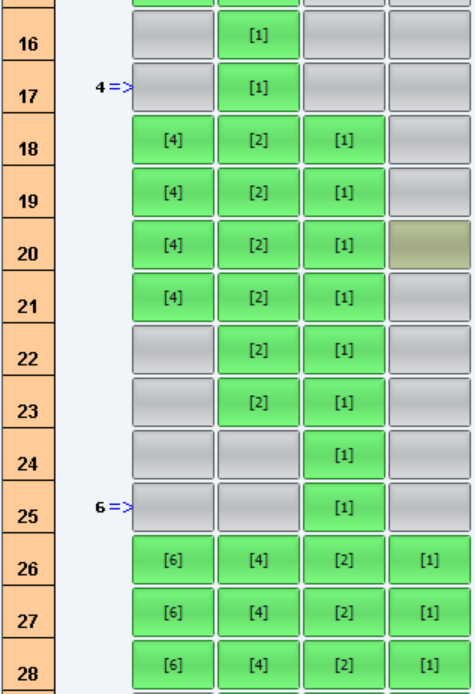 16 [1]
4 => 17 [1]
18 [4] [2] [1]
19 [4] [2] [1]
20 [4] [2] [1]
21 [4] [2] [1]
22 [2] [1]
23 [2] [1]
24 [1]
25 6 => [1]
26 [6] [4] [2] [1]
27 [6] [4] [2] [1]
28 [6] [4] [2] [1]